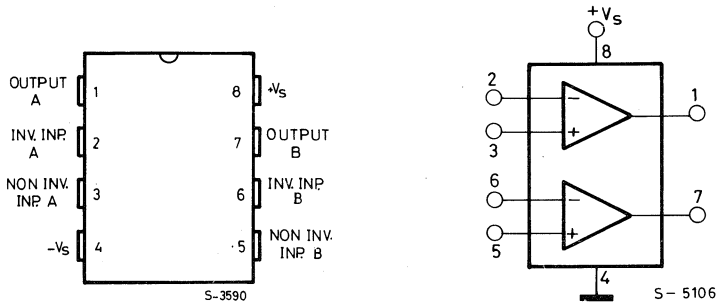 OUTPUT
A
1
INV. INP.
A
2
NON INV.
INP. A
3
-Vs
4
8
+Vs
7
OUTPUT
B
6
INV. INP.
B
5
NON INV.
INP. B
S-3590
+Vs
8
2
-
3
+
1
6
-
5
+
7
4
S-5106